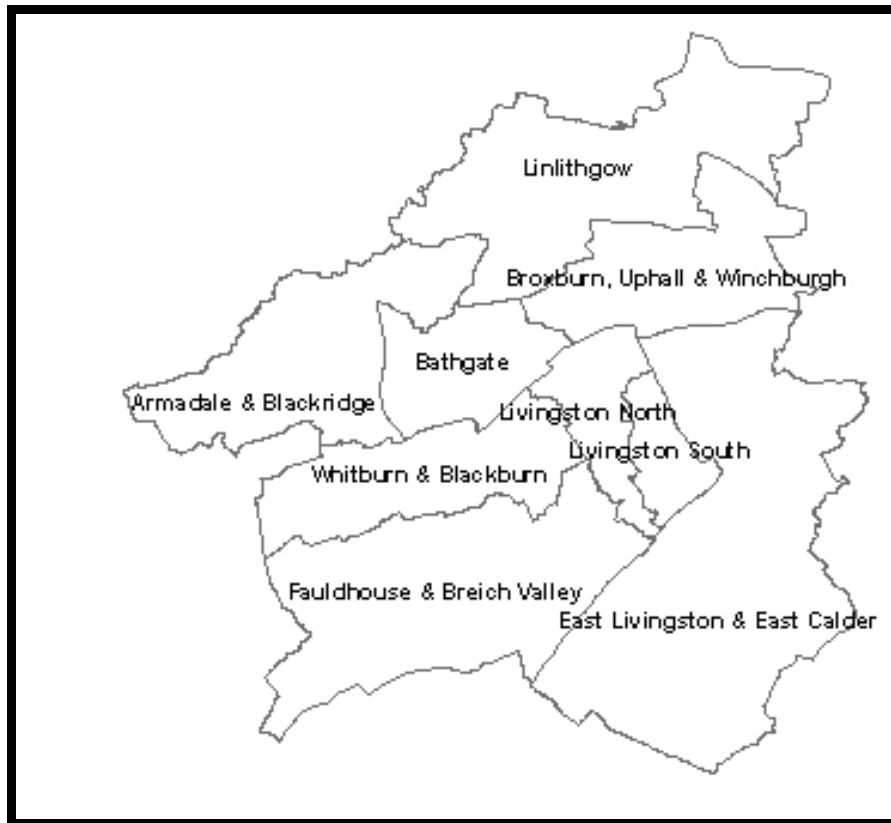 Linlithgow
Broxburn, Uphall & Winchburgh
Bathgate
Armadale & Blackridge
Livingston North
Livingston South
Whitburn & Blackburn
Fauldhouse & Breich Valley
East Livingston & East Calder